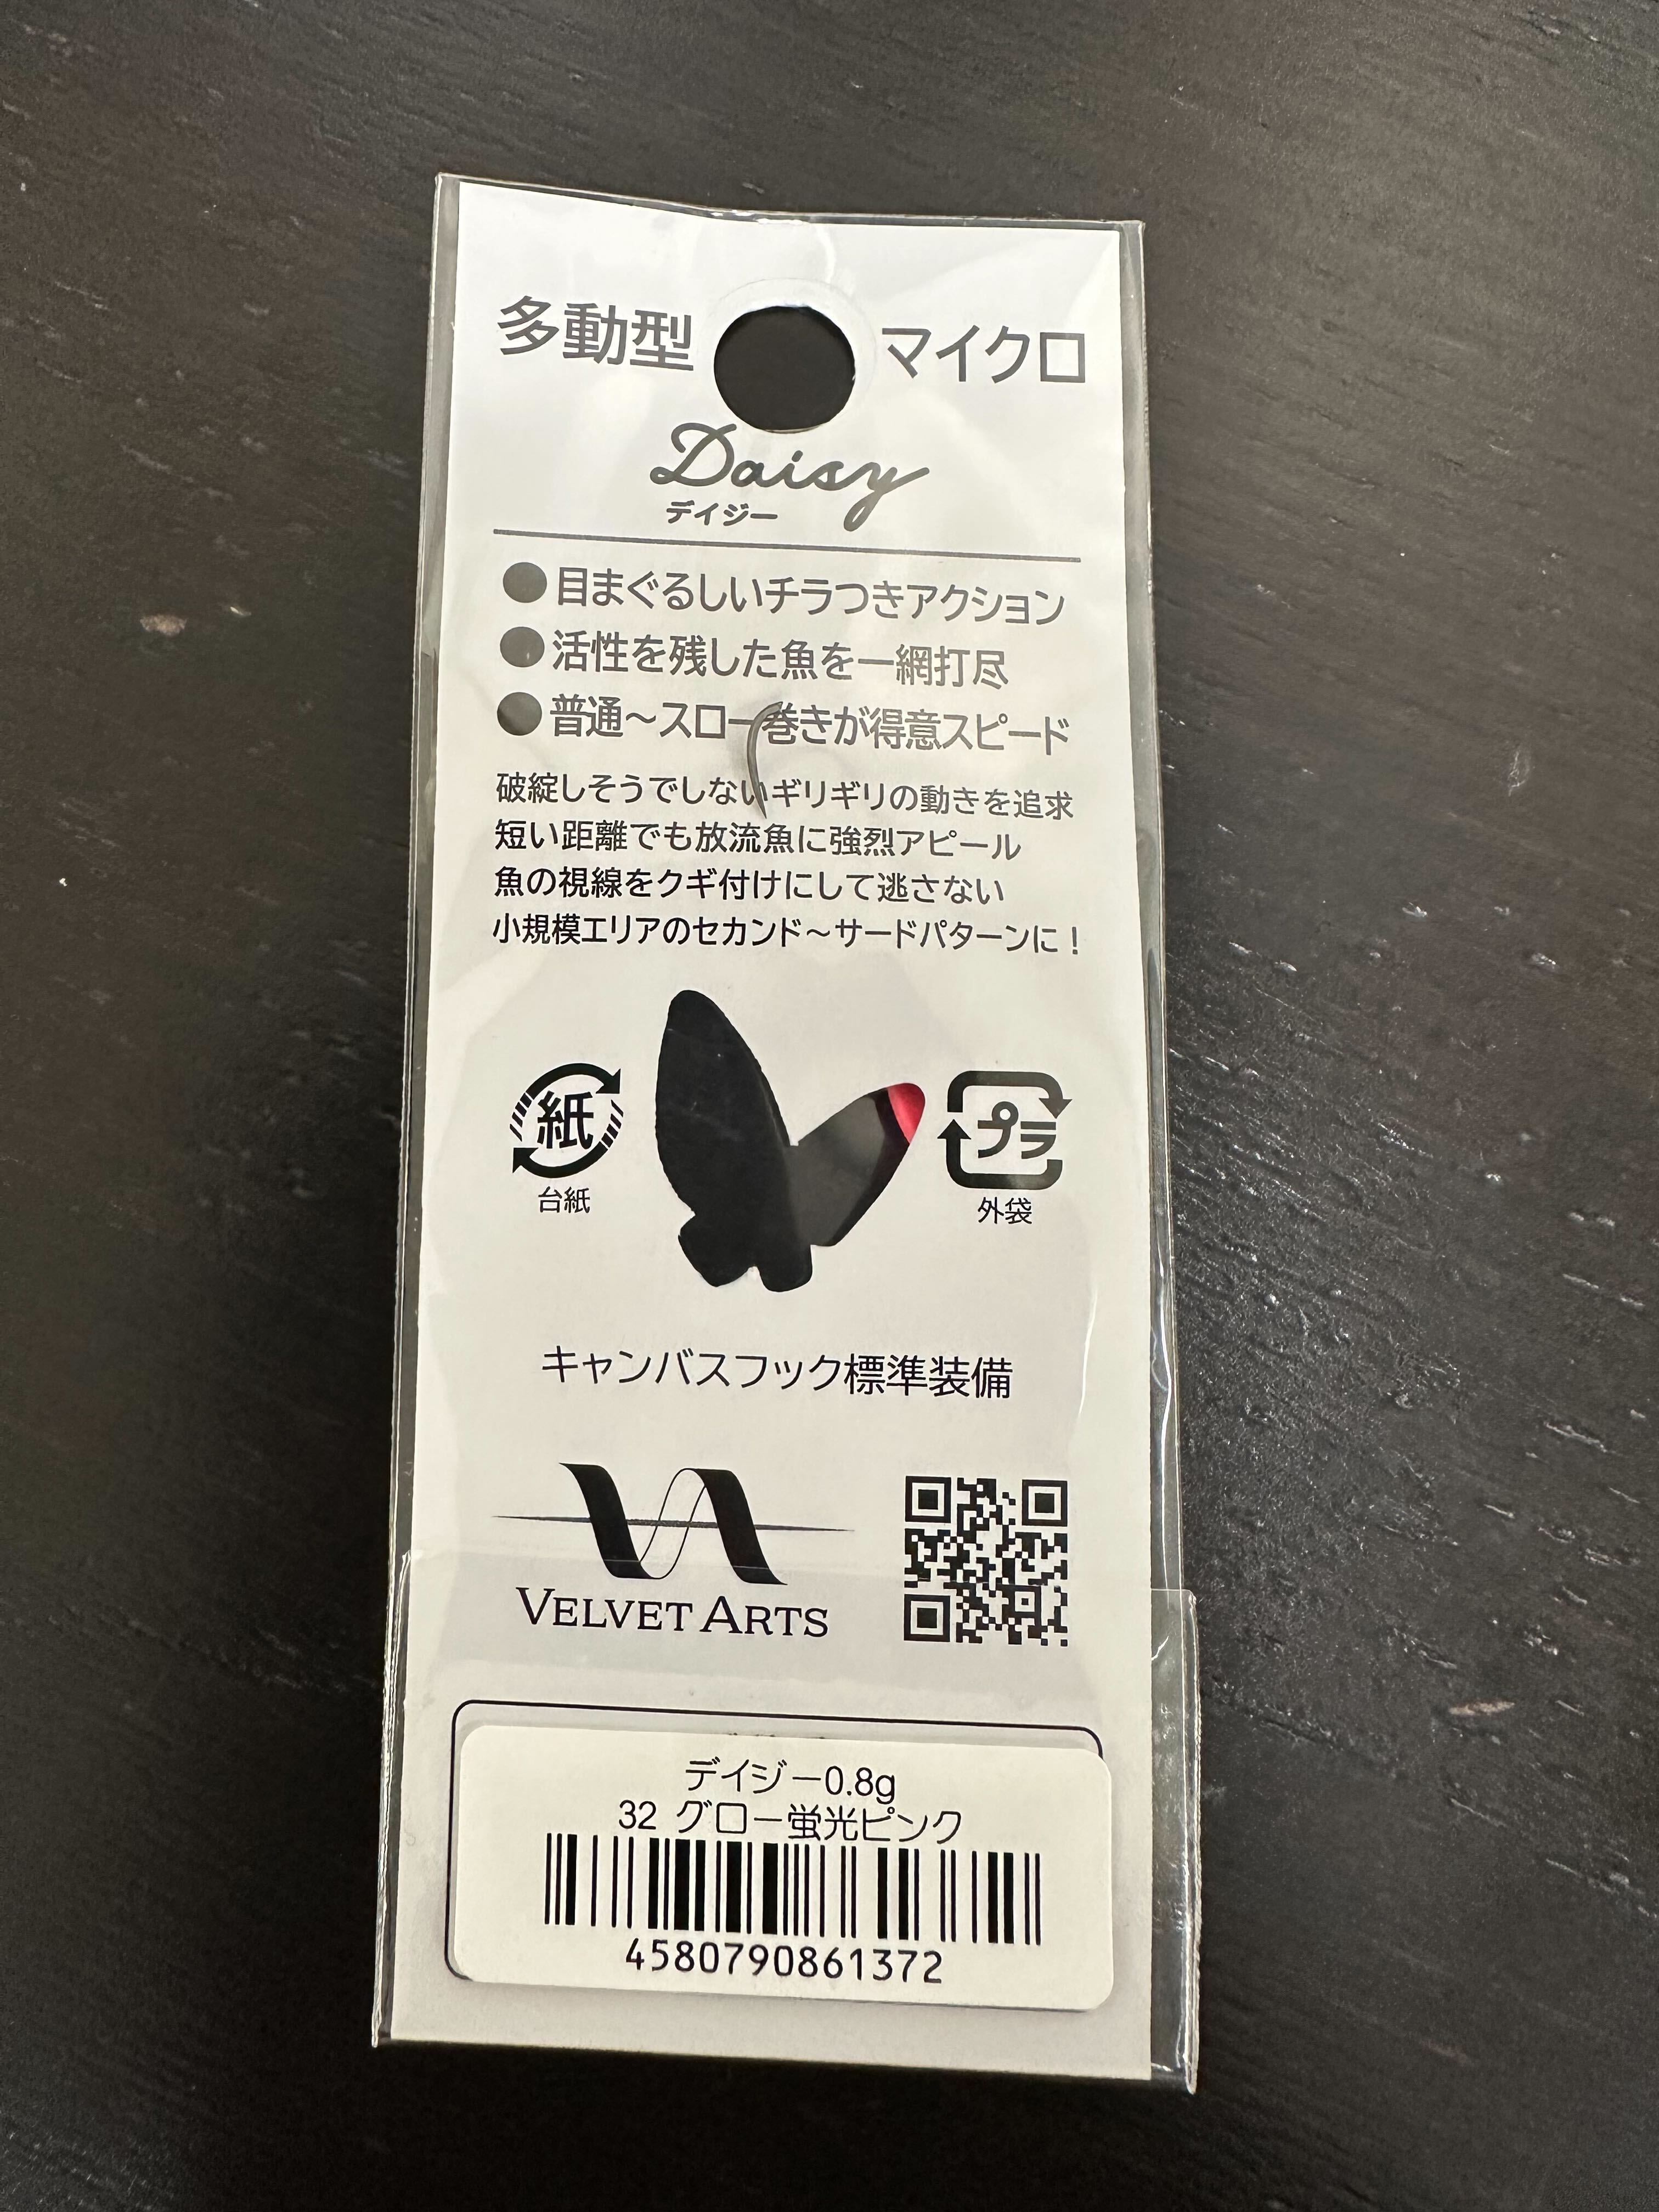 多動型 マイクロ
Daisy
デイジー
●目まぐるしいチラつきアクション
●活性を残した魚を一網打尽
●普通～スロー巻きが得意スピード
破綻しそうでしないギリギリの動きを追求
短い距離でも放流魚に強烈アピール
魚の視線をクギ付けにして逃さない
小規模エリアのセカンド～サードパターンに！
紙
台紙
プラ
外袋
キャンバスフック標準装備
VA
VELVET ARTS
デイジー0.8g
32 グロー蛍光ピンク
4580790861372